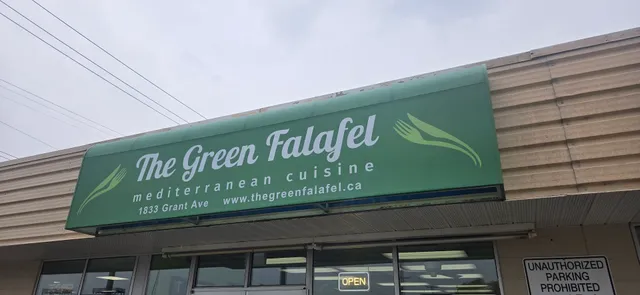 The Green Falafel
mediterranean cuisine
1833 Grant Ave www.thegreenfalafel.ca
OPEN
UNAUTHORIZED
PARKING
PROHIBITED